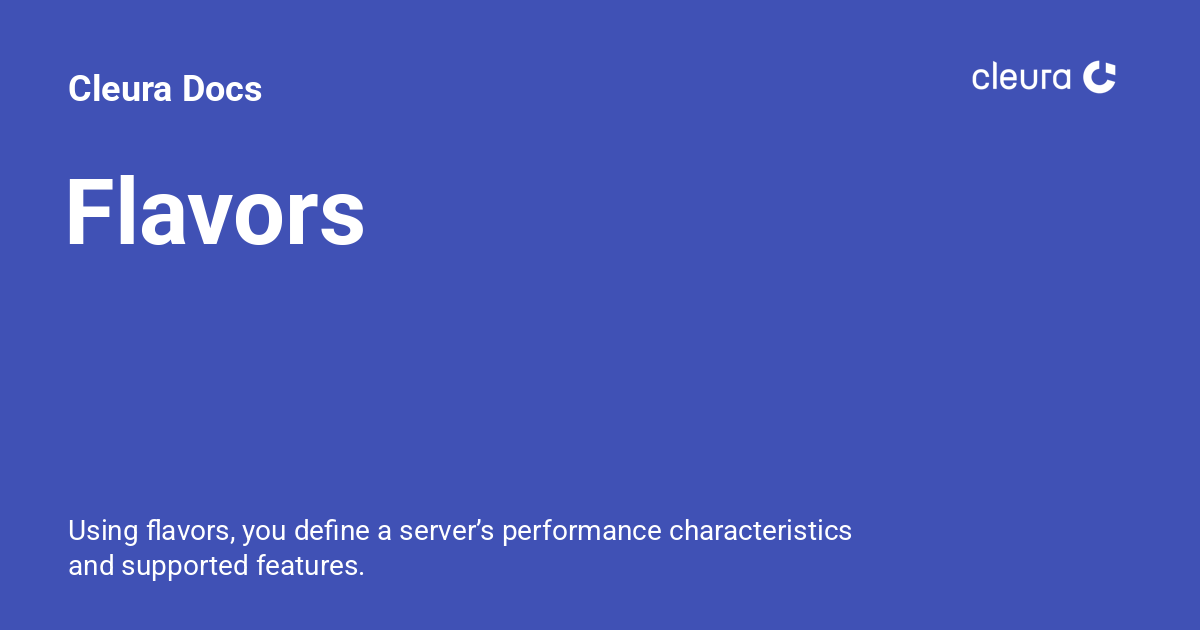 Cleura Docs
cleura
Flavors
Using flavors, you define a server’s performance characteristics
and supported features.